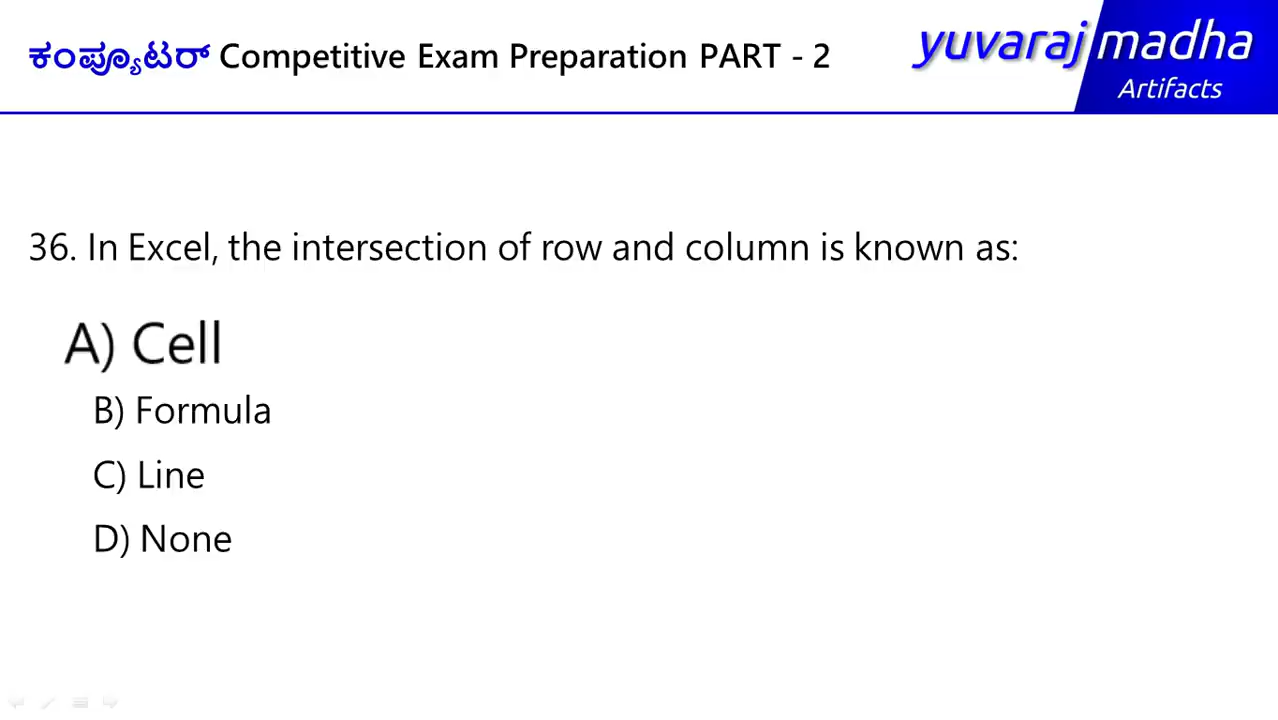 ಕಂಪ್ಯೂಟರ್ Competitive Exam Preparation PART - 2
yuvaraj madha
Artifacts
36. In Excel, the intersection of row and column is known as:
A) Cell
B) Formula
C) Line
D) None